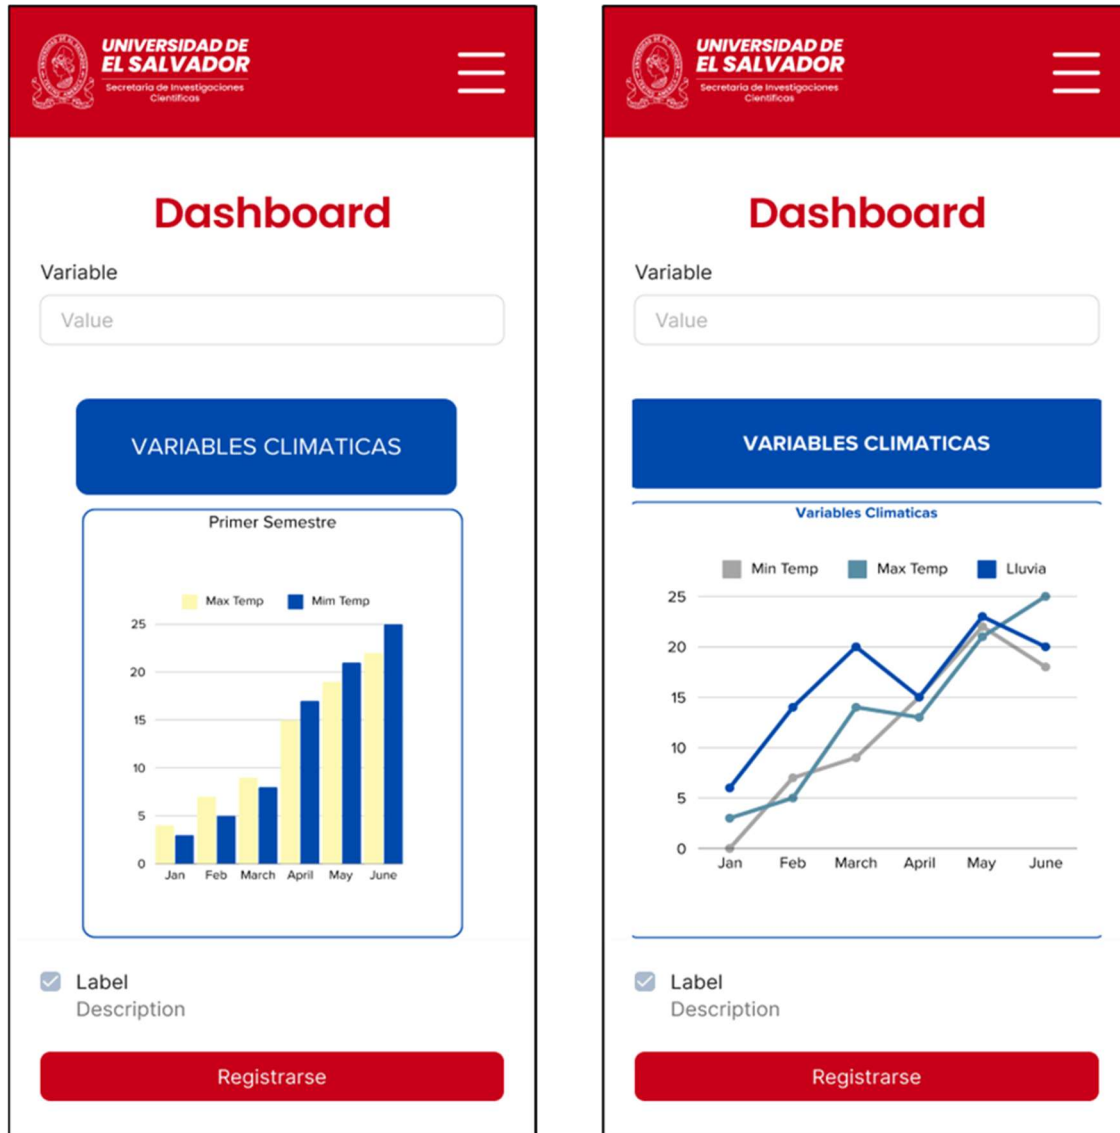 UNIVERSIDAD DE
EL SALVADOR
Secretaria de Investigaciones
Científicas
Dashboard
Variable
Value
VARIABLES CLIMATICAS
Primer Semestre
Max Temp Mim Temp
25
20
15
10
5
0
Jan Feb March April May June
Label
Description
Registrarse
UNIVERSIDAD DE
EL SALVADOR
Secretaria de Investigaciones
Científicas
Dashboard
Variable
Value
VARIABLES CLIMATICAS
Variables Climaticas
Min Temp Max Temp Lluvia
25
20
15
10
5
0
Jan Feb March April May June
Label
Description
Registrarse